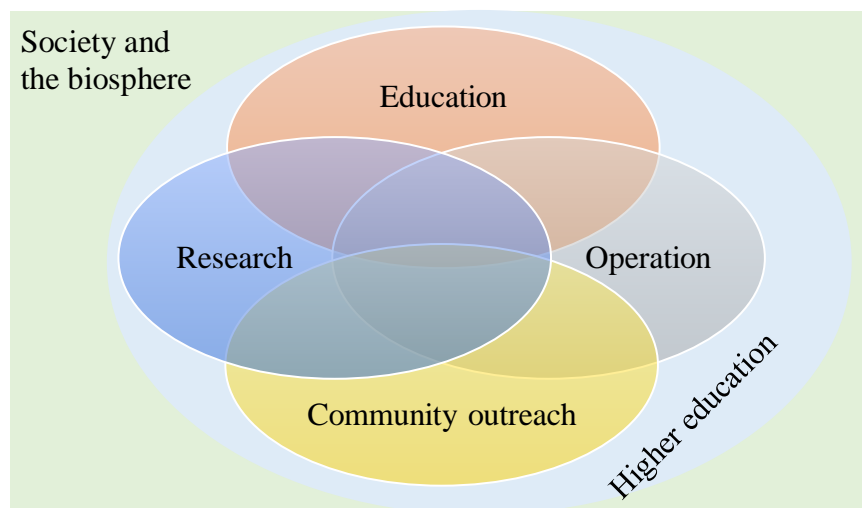 Society and
the biosphere
Education
Research
Operation
Community outreach
Higher education